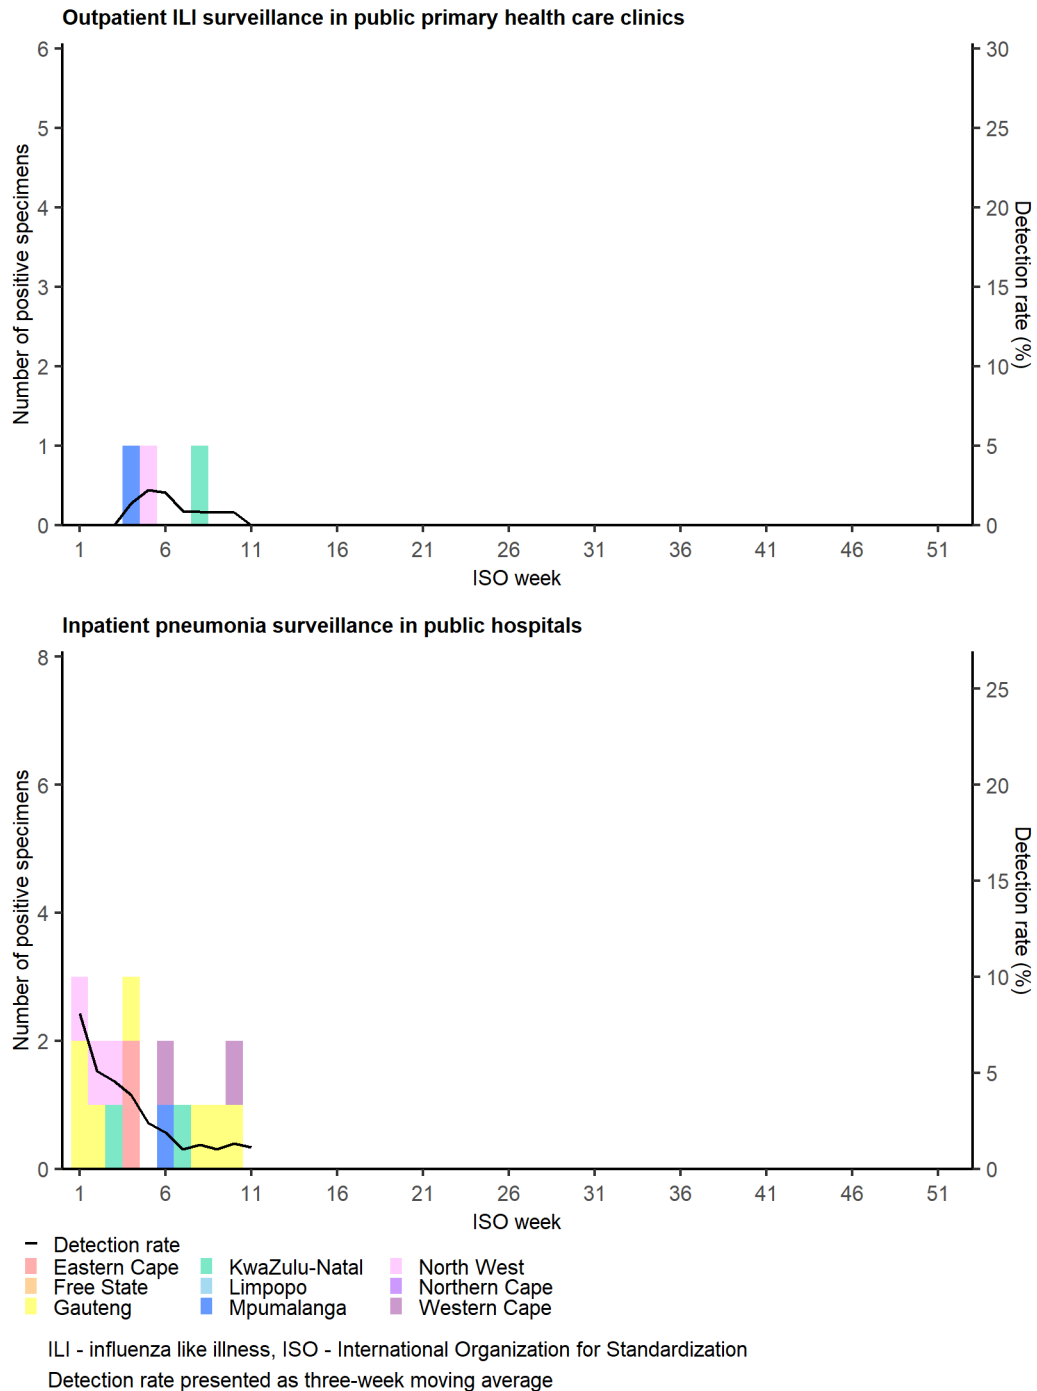 Outpatient ILI surveillance in public primary health care clinics
6
5
4
3
2
1
0
Number of positive specimens
30
25
20
15
10
5
0
Detection rate (%)
1 6 11 16 21 26 31 36 41 46 51
ISO week
Inpatient pneumonia surveillance in public hospitals
8
6
4
2
0
Number of positive specimens
25
20
15
10
5
0
Detection rate (%)
1 6 11 16 21 26 31 36 41 46 51
ISO week
Detection rate
Eastern Cape KwaZulu-Natal North West
Free State Limpopo Northern Cape
Gauteng Mpumalanga Western Cape
ILI - influenza like illness, ISO - International Organization for Standardization
Detection rate presented as three-week moving average